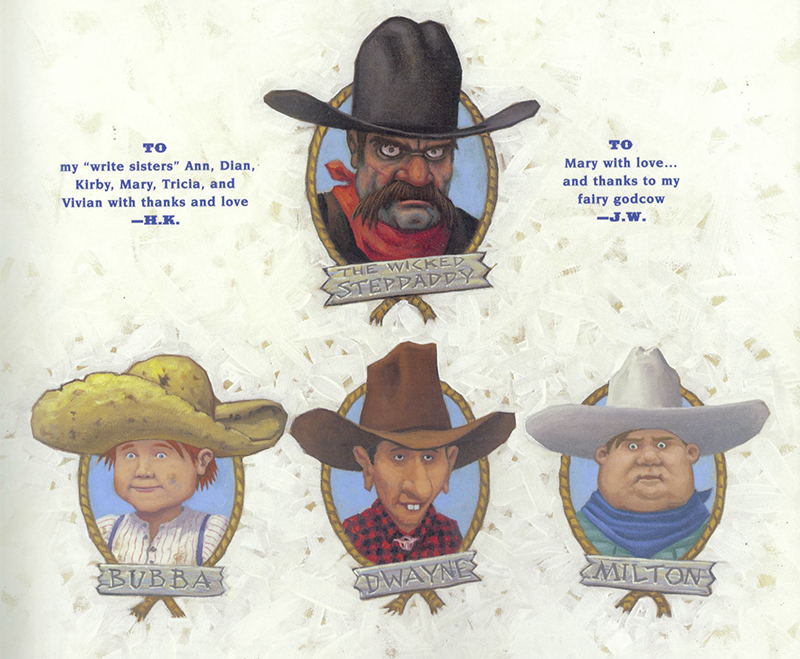 TO
my “write sisters” Ann, Dian,
Kirby, Mary, Tricia, and
Vivian with thanks and love
—H.K.
TO
Mary with love...
and thanks to my
fairy godcow
—J.W.
THE WICKED
STEPDADDY
BUBBA
DWAYNE
MILTON
M